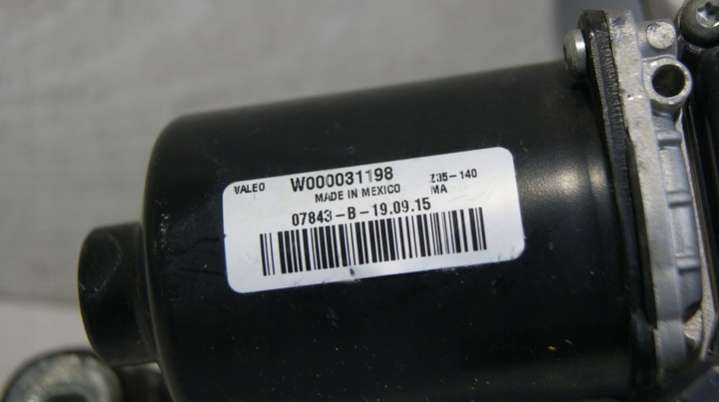 VALEO W000031198 Z35-140
MADE IN MEXICO MA
07843-B-19.09.15